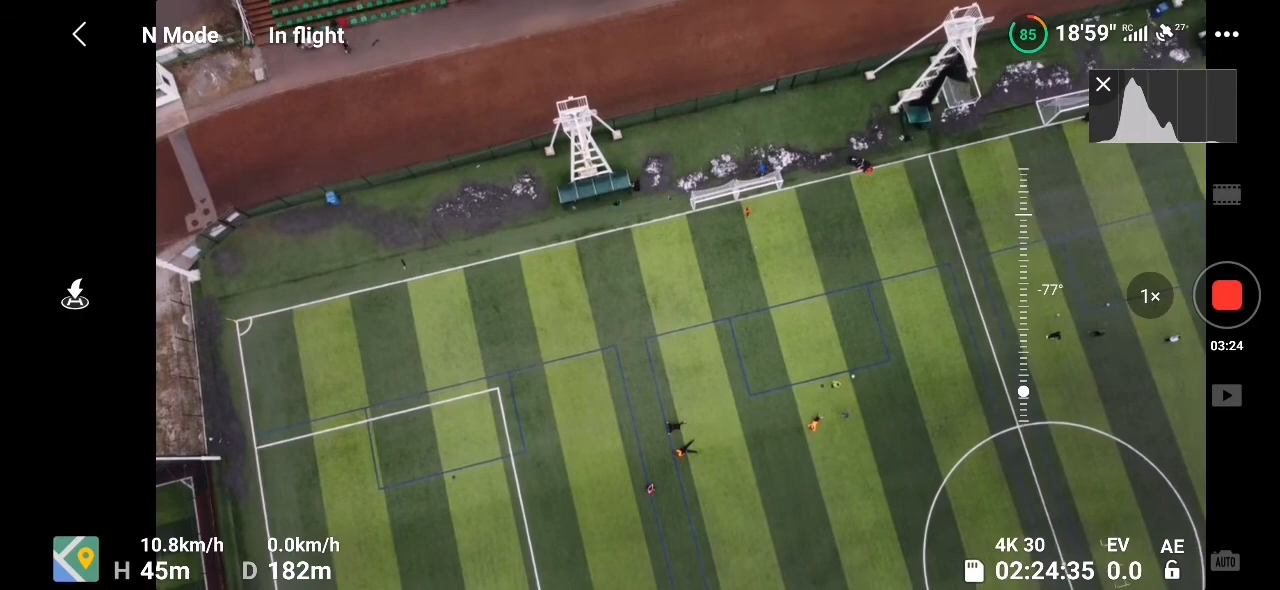 N Mode In flight 85 18'59" RC 27+
-77°
1×
03:24
10.8km/h 0.0km/h 4K 30 EV AE
H 45m D 182m 02:24:35 0.0 AUTO